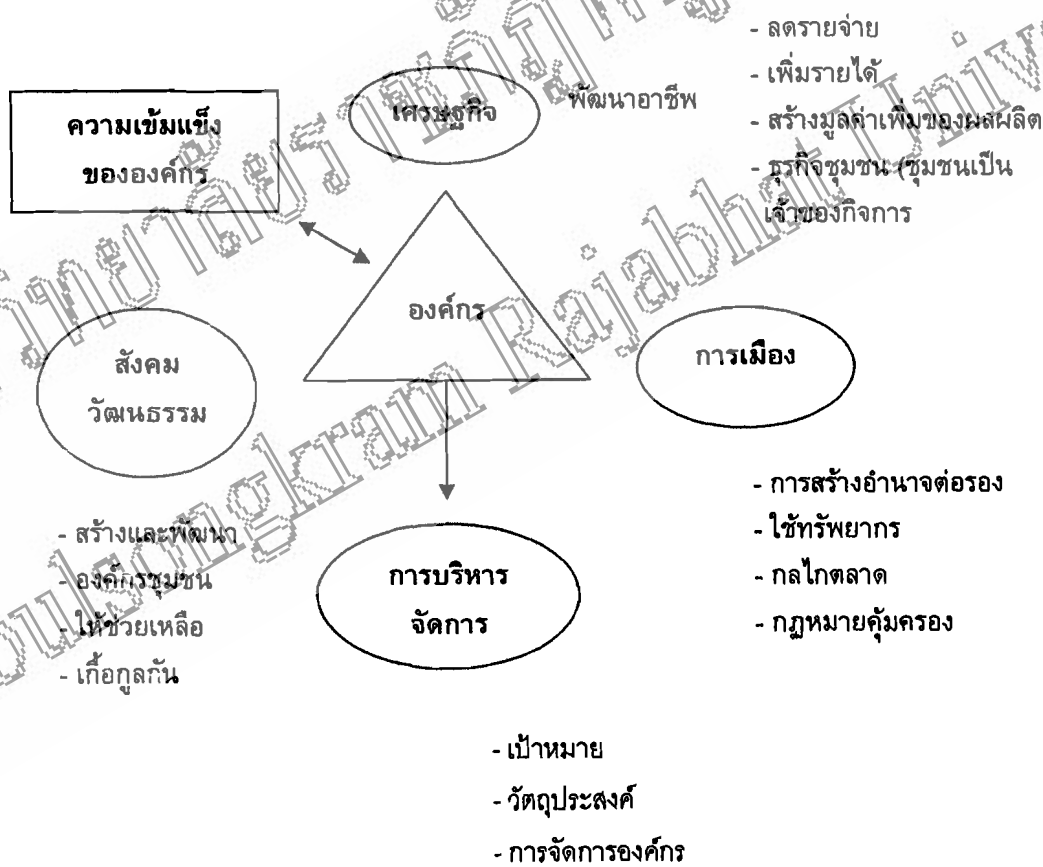 - ลดรายจ่าย
- เพิ่มรายได้
- สร้างมูลค่าเพิ่มของผลผลิต
- ธุรกิจชุมชน (ชุมชนเป็น
เจ้าของกิจการ
เศรษฐกิจ
พัฒนาอาชีพ
ความเข้มแข็ง
ขององค์กร
องค์กร
สังคม
วัฒนธรรม
การเมือง
- สร้างและพัฒนา
- องค์กรชุมชน
- ให้ช่วยเหลือ
- เกื้อกูลกัน
การบริหาร
จัดการ
- การสร้างอำนาจต่อรอง
- ใช้ทรัพยากร
- กลไกตลาด
- กฎหมายคุ้มครอง
- เป้าหมาย
- วัตถุประสงค์
- การจัดการองค์กร
oulsongkram Rajabhat Univ